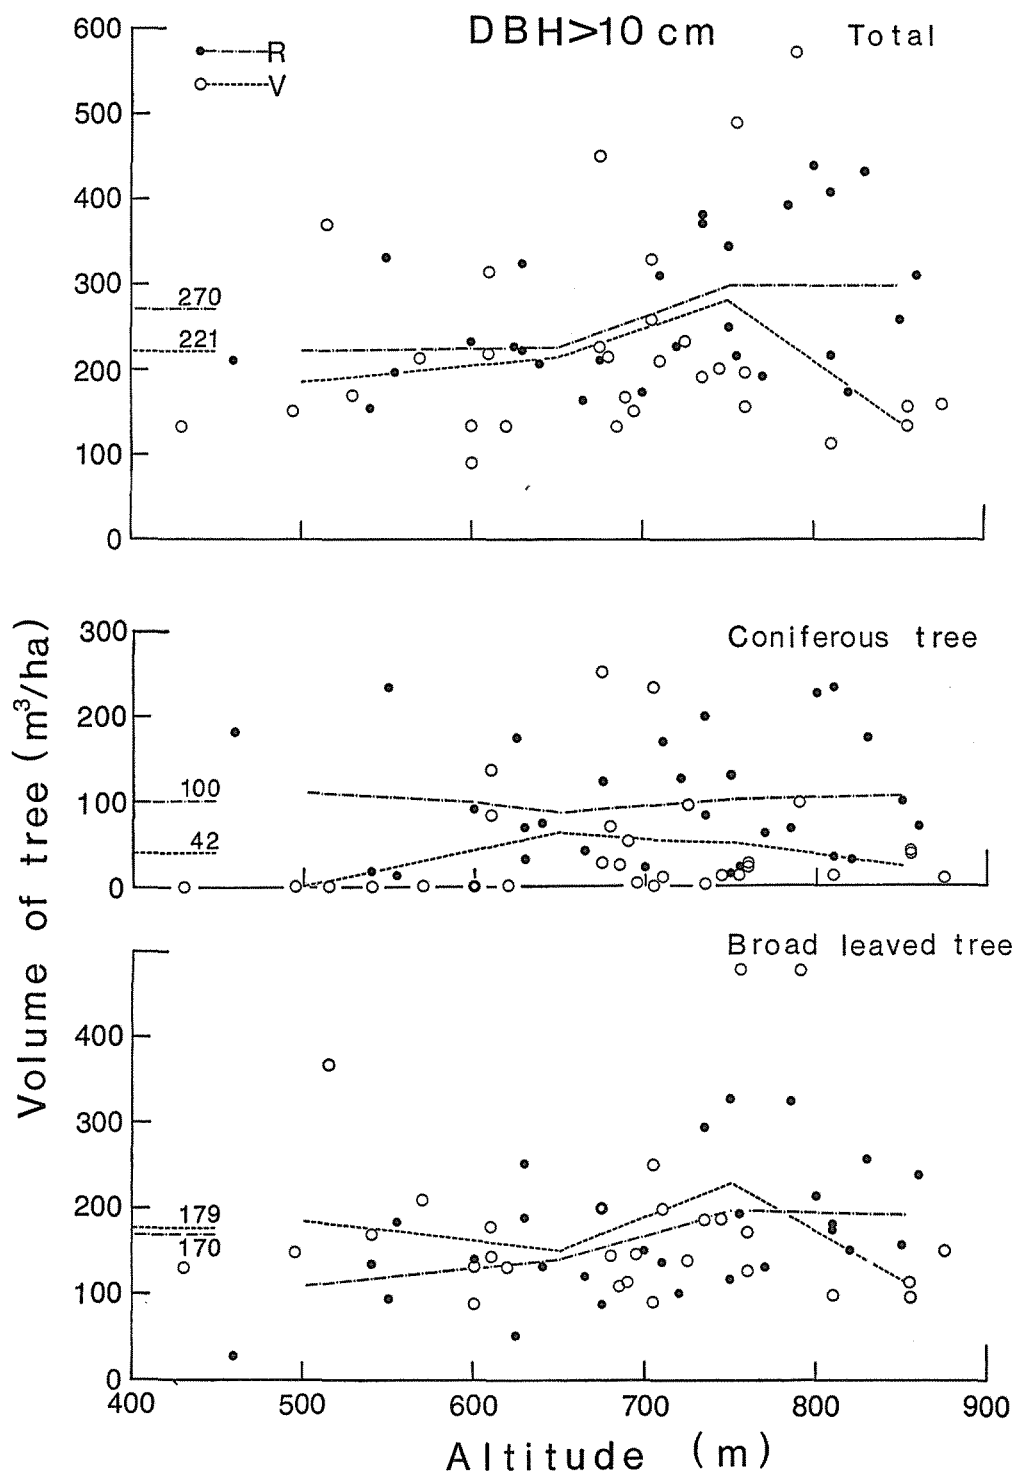 DBH>10 cm
Total
R
V
600
500
400
300
270
221
200
100
0
Volume of tree (m³/ha)
Coniferous tree
300
200
100
100
42
0
Broad leaved tree
400
300
200
179
170
100
0
400 500 600 700 800 900
Altitude (m)